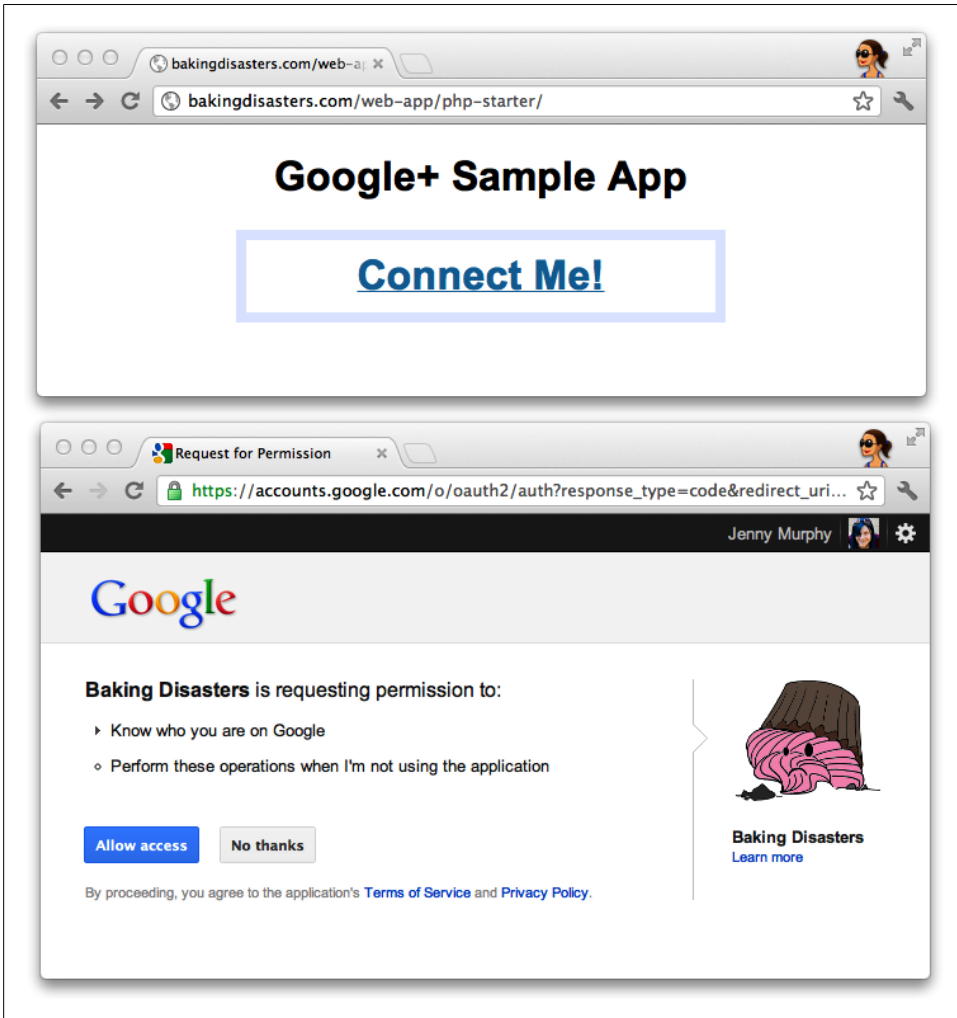 bakingdisasters.com/web-ap
bakingdisasters.com/web-app/php-starter/
Google+ Sample App
Connect Me!
Request for Permission
https://accounts.google.com/o/oauth2/auth?response_type=code&redirect_uri...
Jenny Murphy
Google
Baking Disasters is requesting permission to:
Know who you are on Google
Perform these operations when I'm not using the application
Allow access No thanks
Baking Disasters
Learn more
By proceeding, you agree to the application's Terms of Service and Privacy Policy.